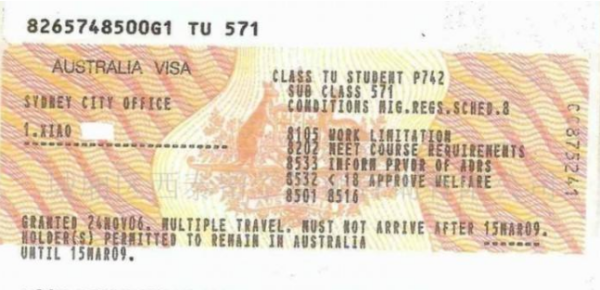 8265748500G1 TU 571
AUSTRALIA VISA
CLASS TU STUDENT P742
SUB CLASS 571
SYDNEY CITY OFFICE
CONDITIONS MIG.REGS.SCHED.8
1.XIAO
8105 WORK LIMITATION
8202 MEET COURSE REQUIREMENTS
8533 INFORM PRVDR OF ADRS
8532 < 18 APPROVE WELFARE
8501 8516
GRANTED 24NOV06. MULTIPLE TRAVEL. MUST NOT ARRIVE AFTER 15MAR09.
HOLDER(S) PERMITTED TO REMAIN IN AUSTRALIA
UNTIL 15MAR09.